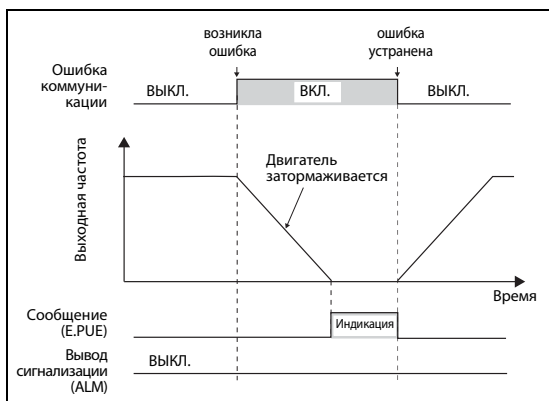 возникла
ошибка
ошибка
устранена
Ошибка
коммуни-
кации
ВЫКЛ.
ВКЛ.
ВЫКЛ.
Выходная частота
Двигатель
затормаживается
Время
Сообщение
(E.PUE)
Индикация
Вывод
сигнализации
(ALM)
ВЫКЛ.